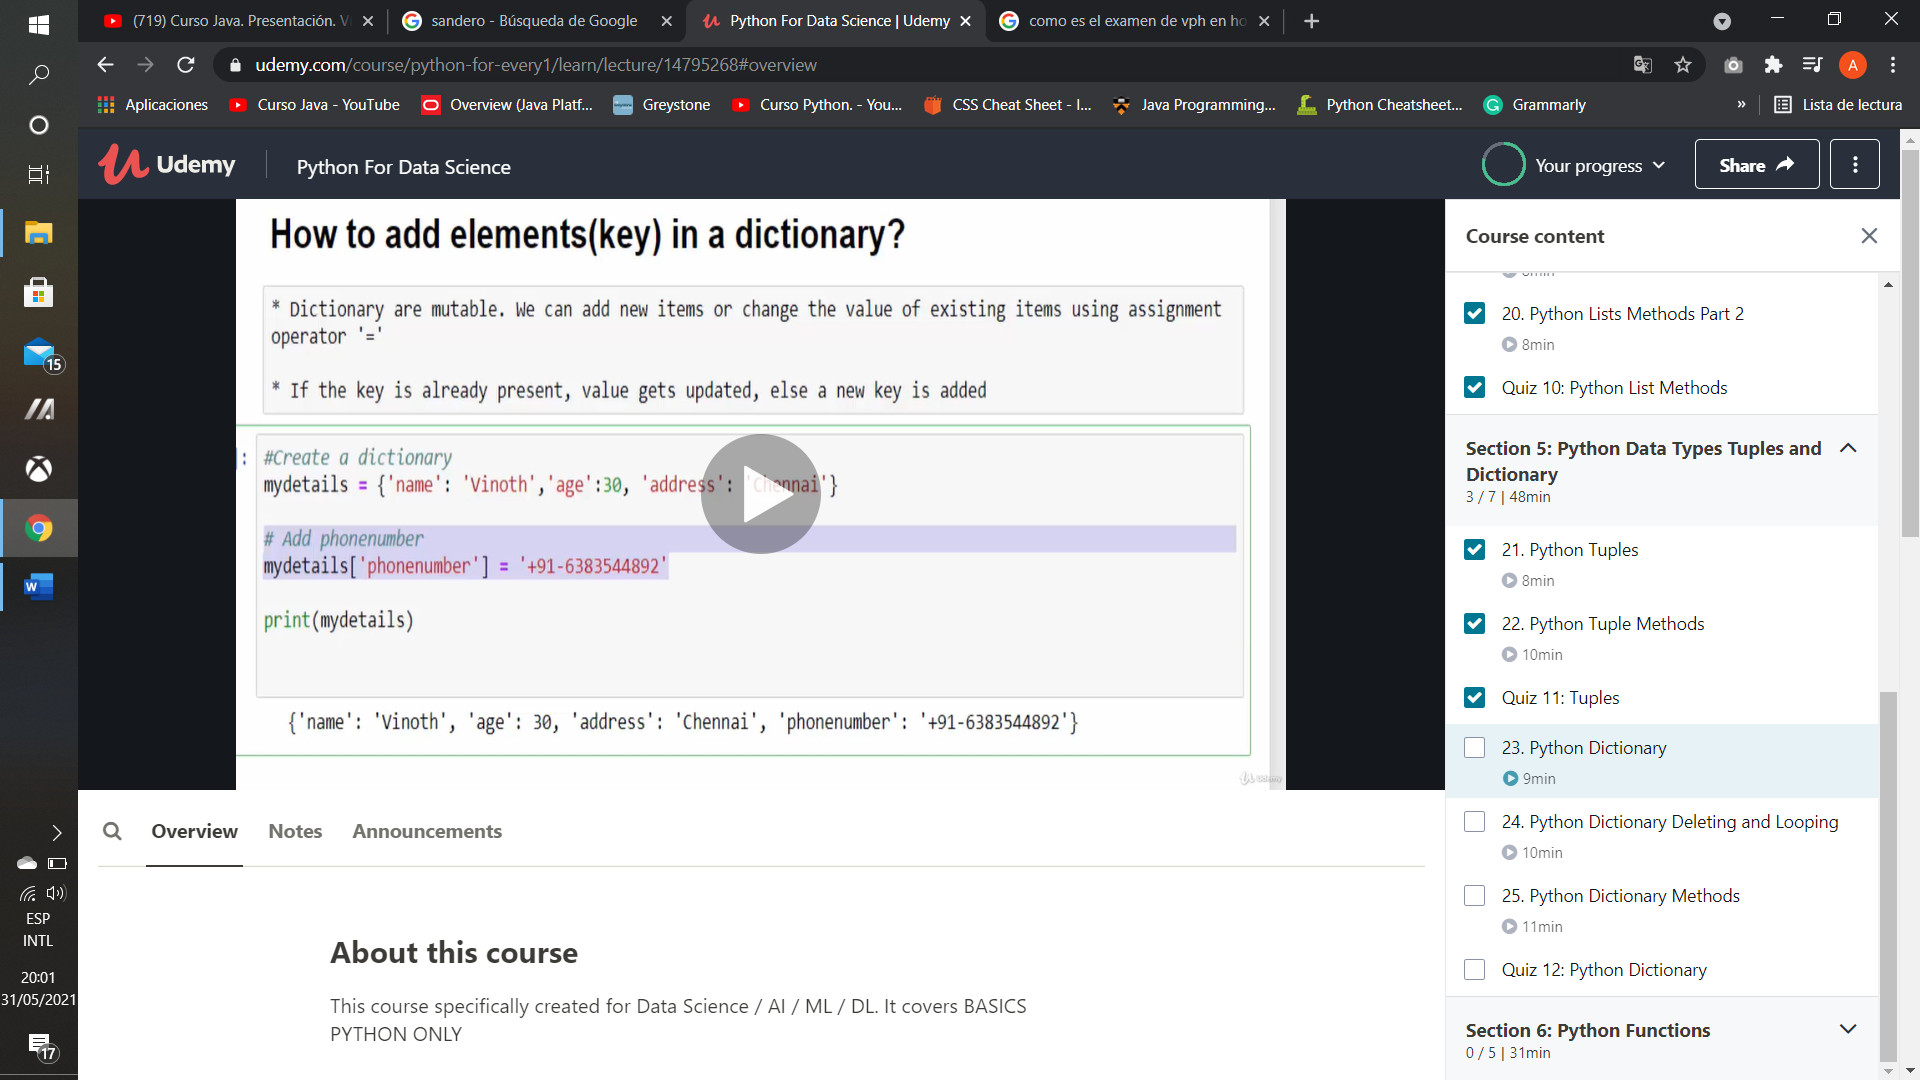 (719) Curso Java. Presentación. V
sandero - Búsqueda de Google
Python For Data Science | Udemy
como es el examen de vph en ho
udemy.com/course/python-for-every1/learn/lecture/14795268#overview
A
Aplicaciones
Curso Java - YouTube
Overview (Java Platf...
Greystone
Curso Python. - You...
CSS Cheat Sheet - I...
Java Programming...
Python Cheatsheet...
Grammarly
»
Lista de lectura
Udemy
Python For Data Science
Your progress
Share
How to add elements(key) in a dictionary?
* Dictionary are mutable. We can add new items or change the value of existing items using assignment
operator '='
* If the key is already present, value gets updated, else a new key is added
]: #Create a dictionary
mydetails = {'name': 'Vinoth','age':30, 'address': 'Chennai'}
# Add phonenumber
mydetails['phonenumber'] = '+91-6383544892'
print(mydetails)
{'name': 'Vinoth', 'age': 30, 'address': 'Chennai', 'phonenumber': '+91-6383544892'}
Udemy
Overview
Notes
Announcements
About this course
This course specifically created for Data Science / AI / ML / DL. It covers BASICS
PYTHON ONLY
Course content
20. Python Lists Methods Part 2
8min
Quiz 10: Python List Methods
Section 5: Python Data Types Tuples and
Dictionary
3 / 7 | 48min
21. Python Tuples
8min
22. Python Tuple Methods
10min
Quiz 11: Tuples
23. Python Dictionary
9min
24. Python Dictionary Deleting and Looping
10min
25. Python Dictionary Methods
11min
Quiz 12: Python Dictionary
Section 6: Python Functions
0 / 5 | 31min
15
W
ESP
INTL
20:01
31/05/2021
17